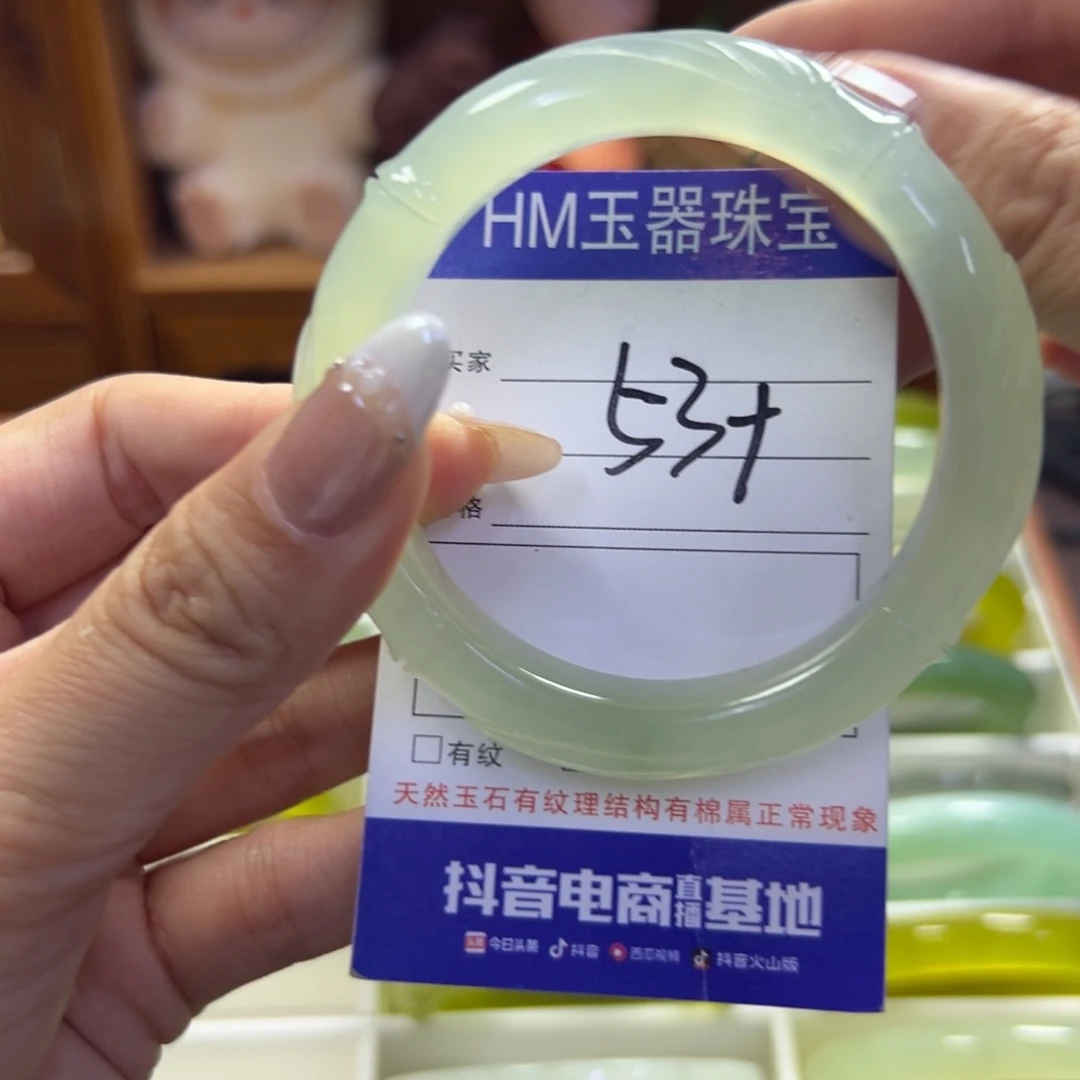 HM玉器珠宝
买家
53+
格
有纹
天然玉石有纹理结构有棉属正常现象
抖音电商直播基地
今日头条 抖音 西瓜视频 抖音火山版